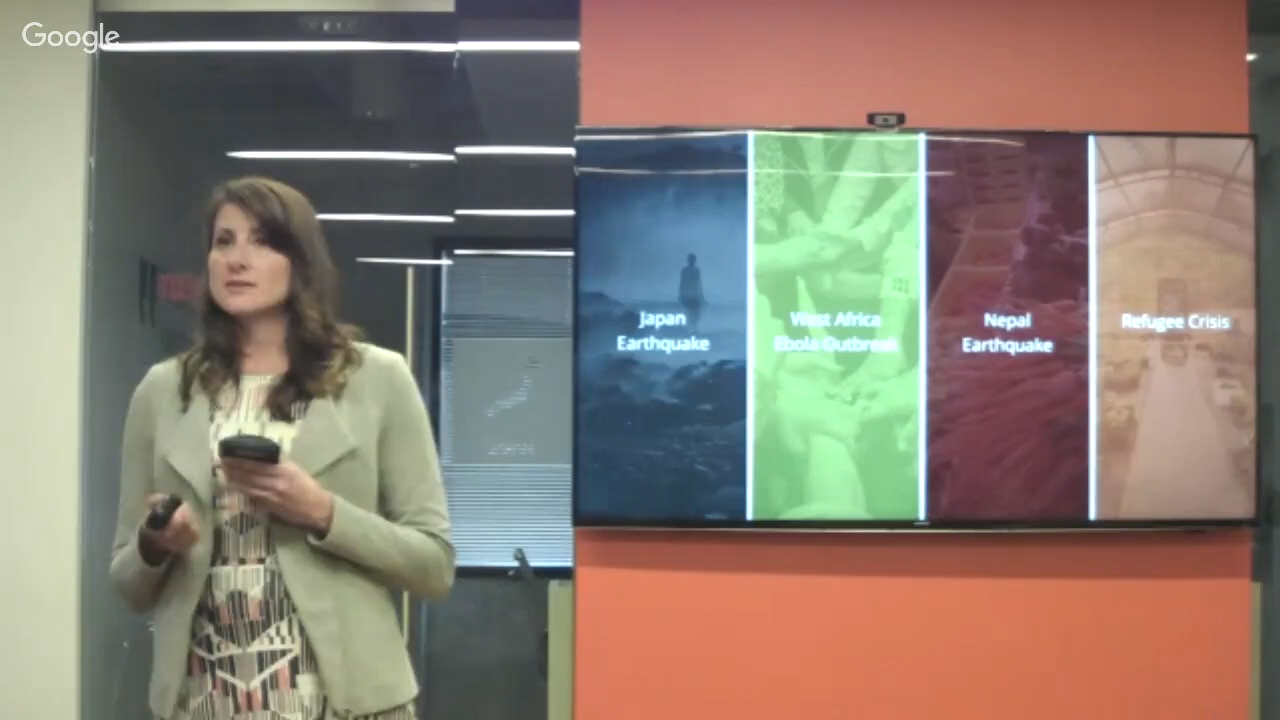 Google
Japan
Earthquake
West Africa
Ebola Outbreak
Nepal
Earthquake
Refugee Crisis